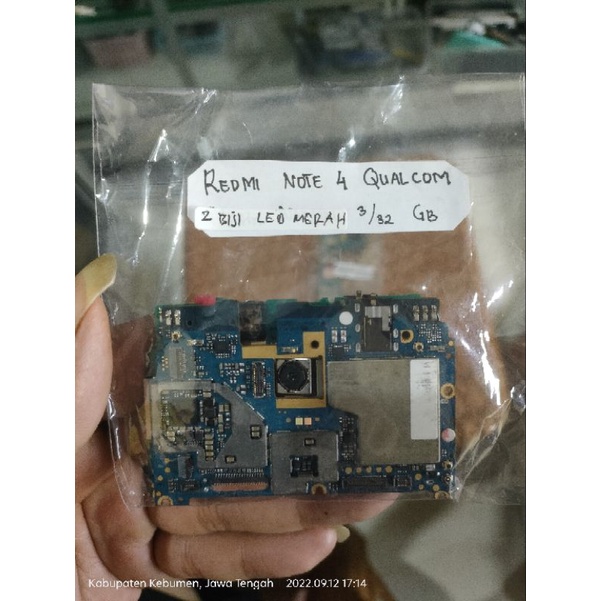 REDMI NOTE 4 QUALCOM
2 BIJI LED MERAH 3/32 GB
Kabupaten Kebumen, Jawa Tengah 2022.09.12 17:14